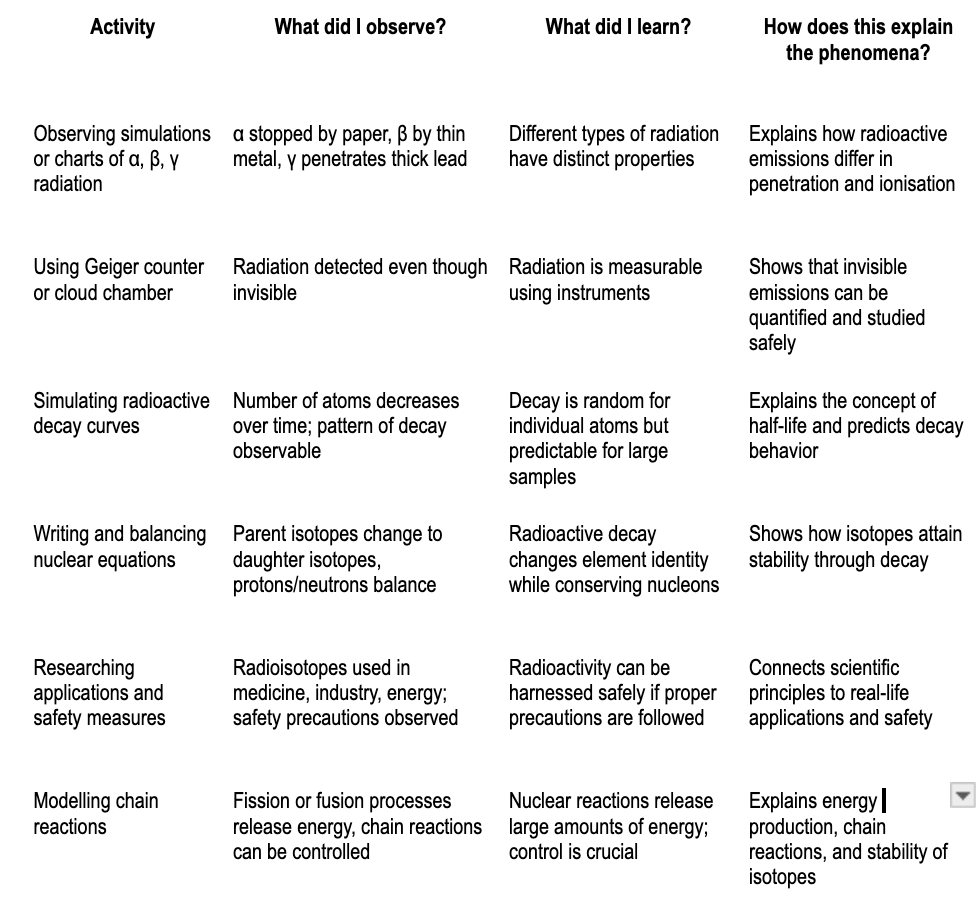 Activity
What did I observe?
What did I learn?
How does this explain
the phenomena?
Observing simulations
or charts of α, β, γ
radiation
α stopped by paper, β by thin
metal, γ penetrates thick lead
Different types of radiation
have distinct properties
Explains how radioactive
emissions differ in
penetration and ionisation
Using Geiger counter
or cloud chamber
Radiation detected even though
invisible
Radiation is measurable
using instruments
Shows that invisible
emissions can be
quantified and studied
safely
Simulating radioactive
decay curves
Number of atoms decreases
over time; pattern of decay
observable
Decay is random for
individual atoms but
predictable for large
samples
Explains the concept of
half-life and predicts decay
behavior
Writing and balancing
nuclear equations
Parent isotopes change to
daughter isotopes,
protons/neutrons balance
Radioactive decay
changes element identity
while conserving nucleons
Shows how isotopes attain
stability through decay
Researching
applications and
safety measures
Radioisotopes used in
medicine, industry, energy;
safety precautions observed
Radioactivity can be
harnessed safely if proper
precautions are followed
Connects scientific
principles to real-life
applications and safety
Modelling chain
reactions
Fission or fusion processes
release energy, chain reactions
can be controlled
Nuclear reactions release
large amounts of energy;
control is crucial
Explains energy
production, chain
reactions, and stability of
isotopes